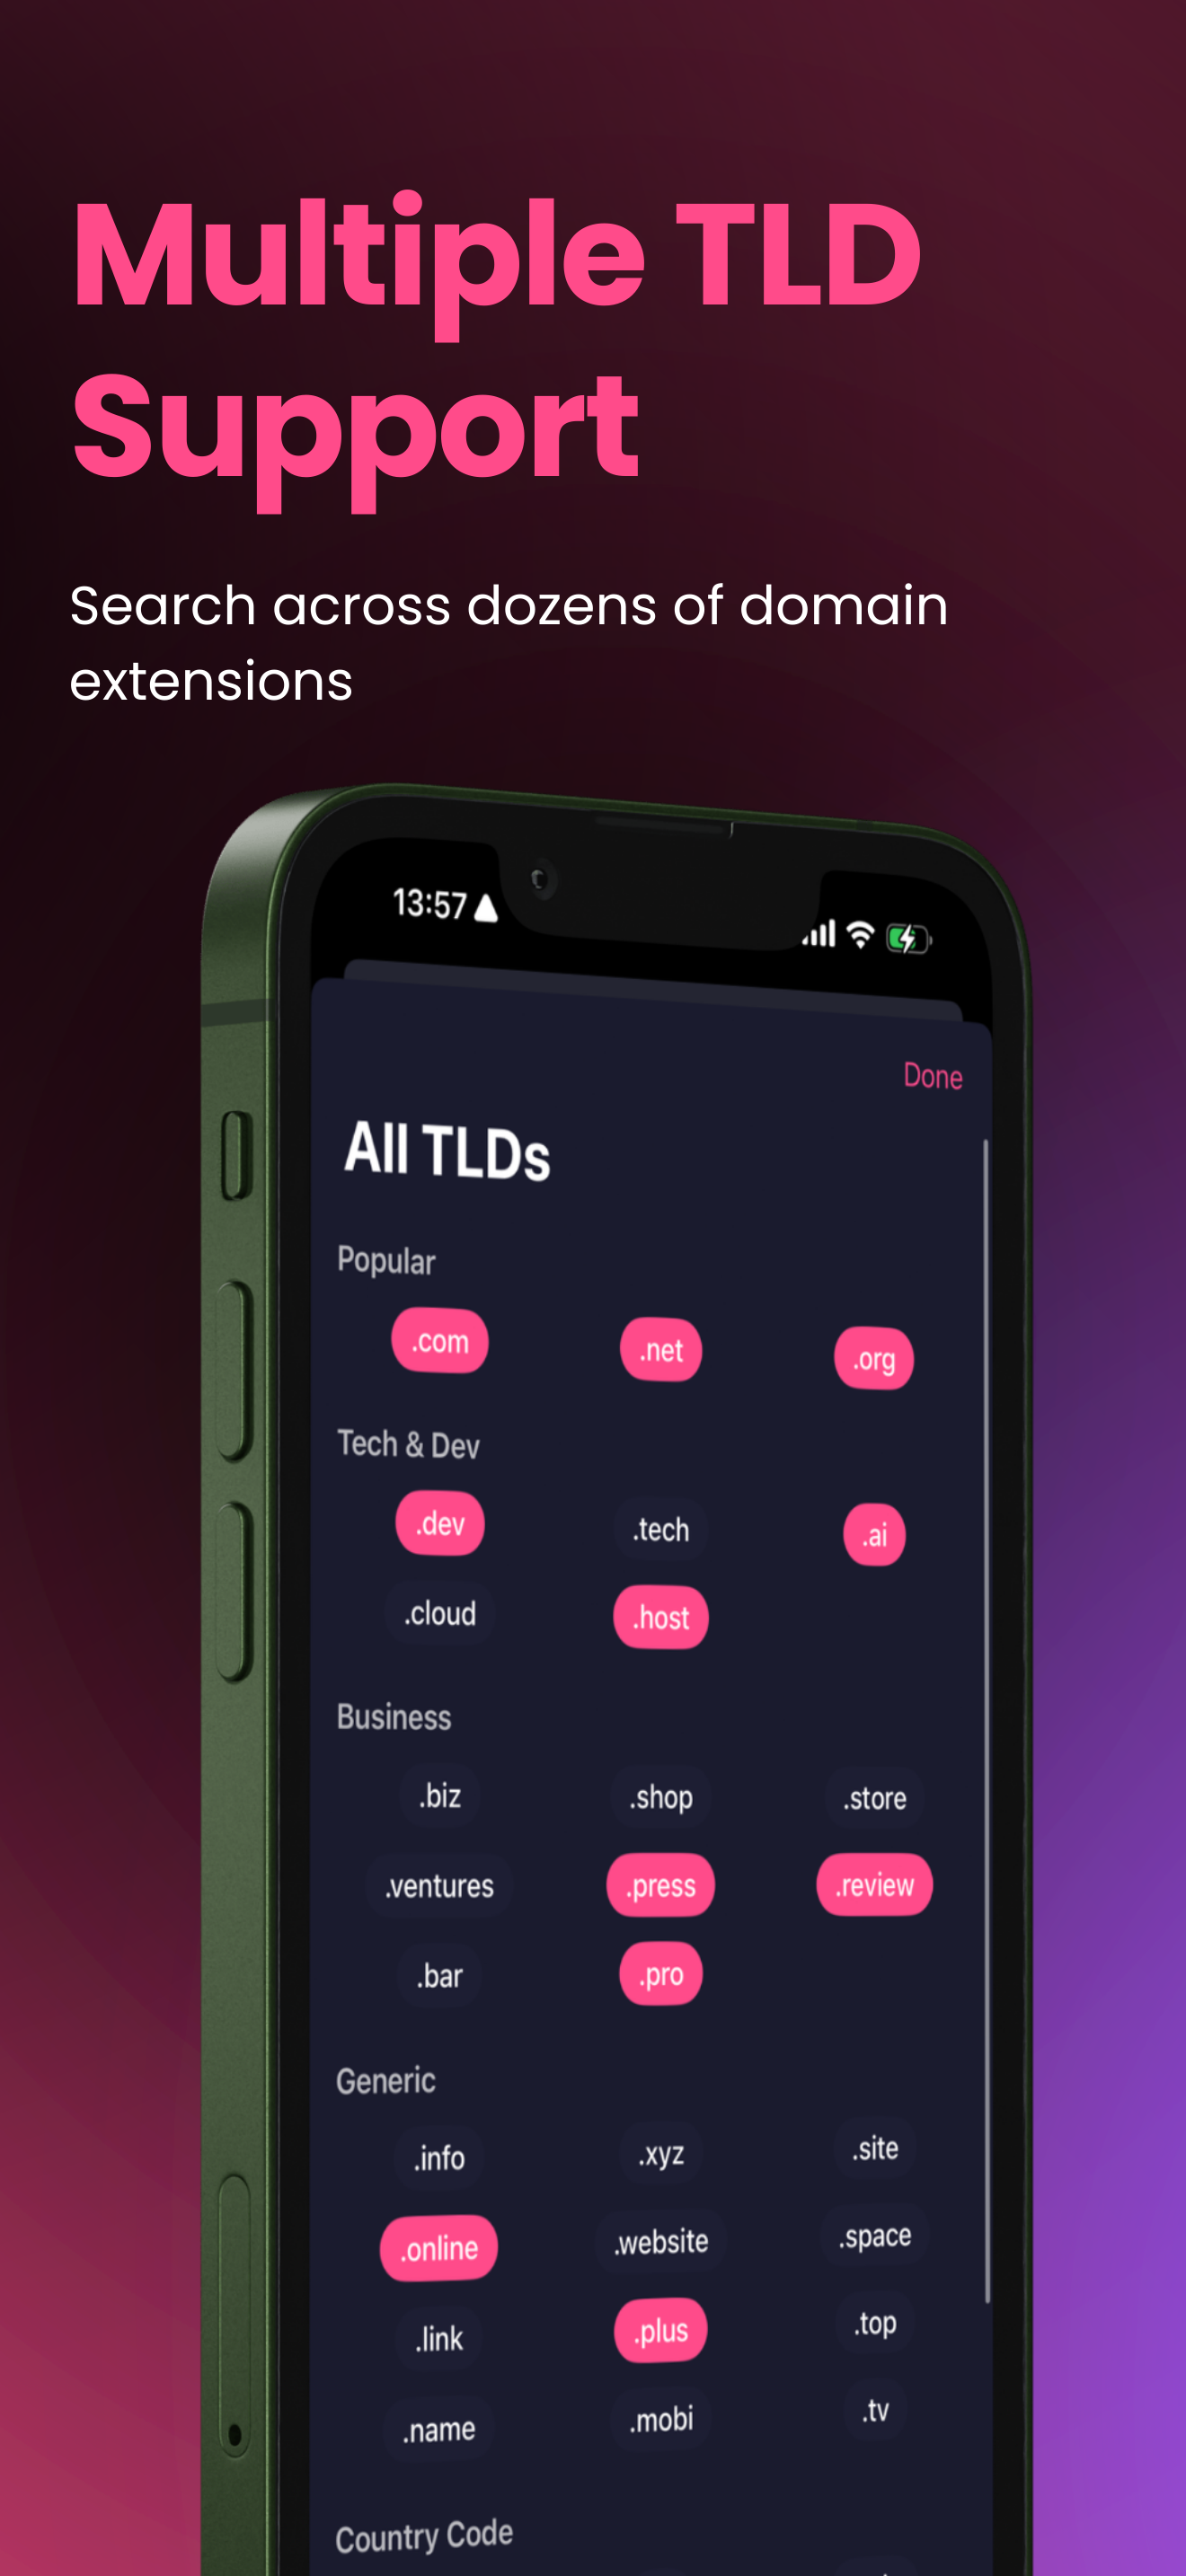 Multiple TLD
Support
Search across dozens of domain
extensions
13:57
Done
All TLDs
Popular
.com .net .org
Tech & Dev
.dev .tech .ai
.cloud .host
Business
.biz .shop .store
.ventures .press .review
.bar .pro
Generic
.info .xyz .site
.online .website .space
.link .plus .top
.name .mobi .tv
Country Code